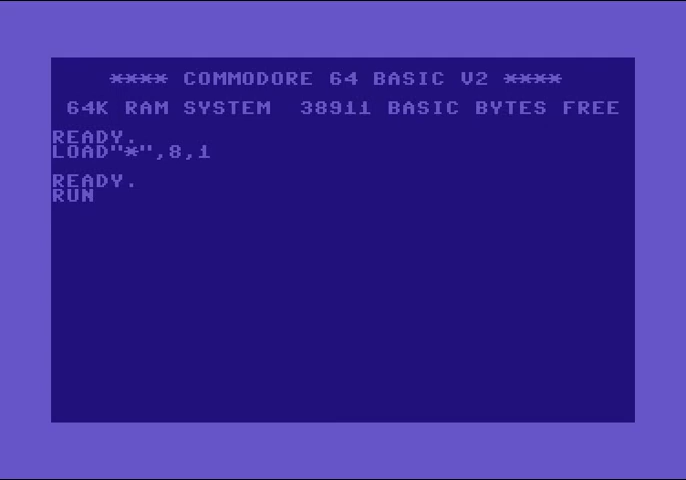 **** COMMODORE 64 BASIC V2 ****
64K RAM SYSTEM  38911 BASIC BYTES FREE
READY.
LOAD"*",8,1
READY.
RUN